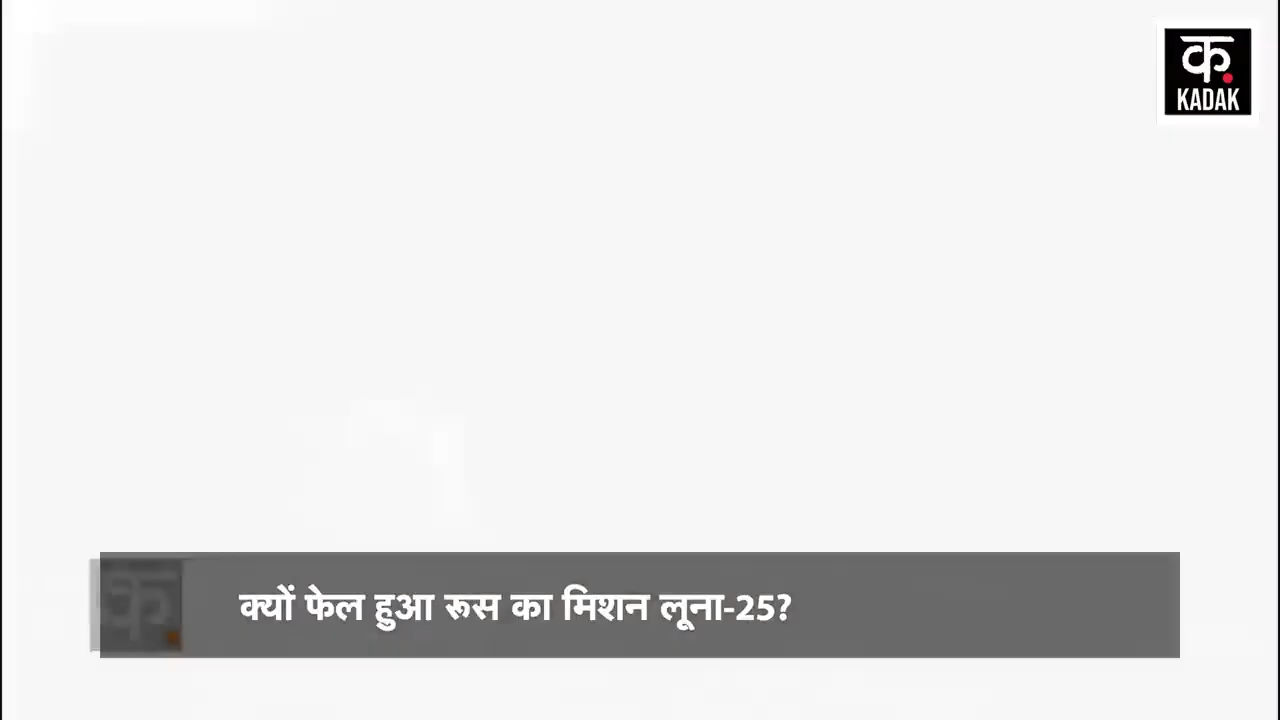 क
KADAK
क्यों फेल हुआ रूस का मिशन लूना-25?